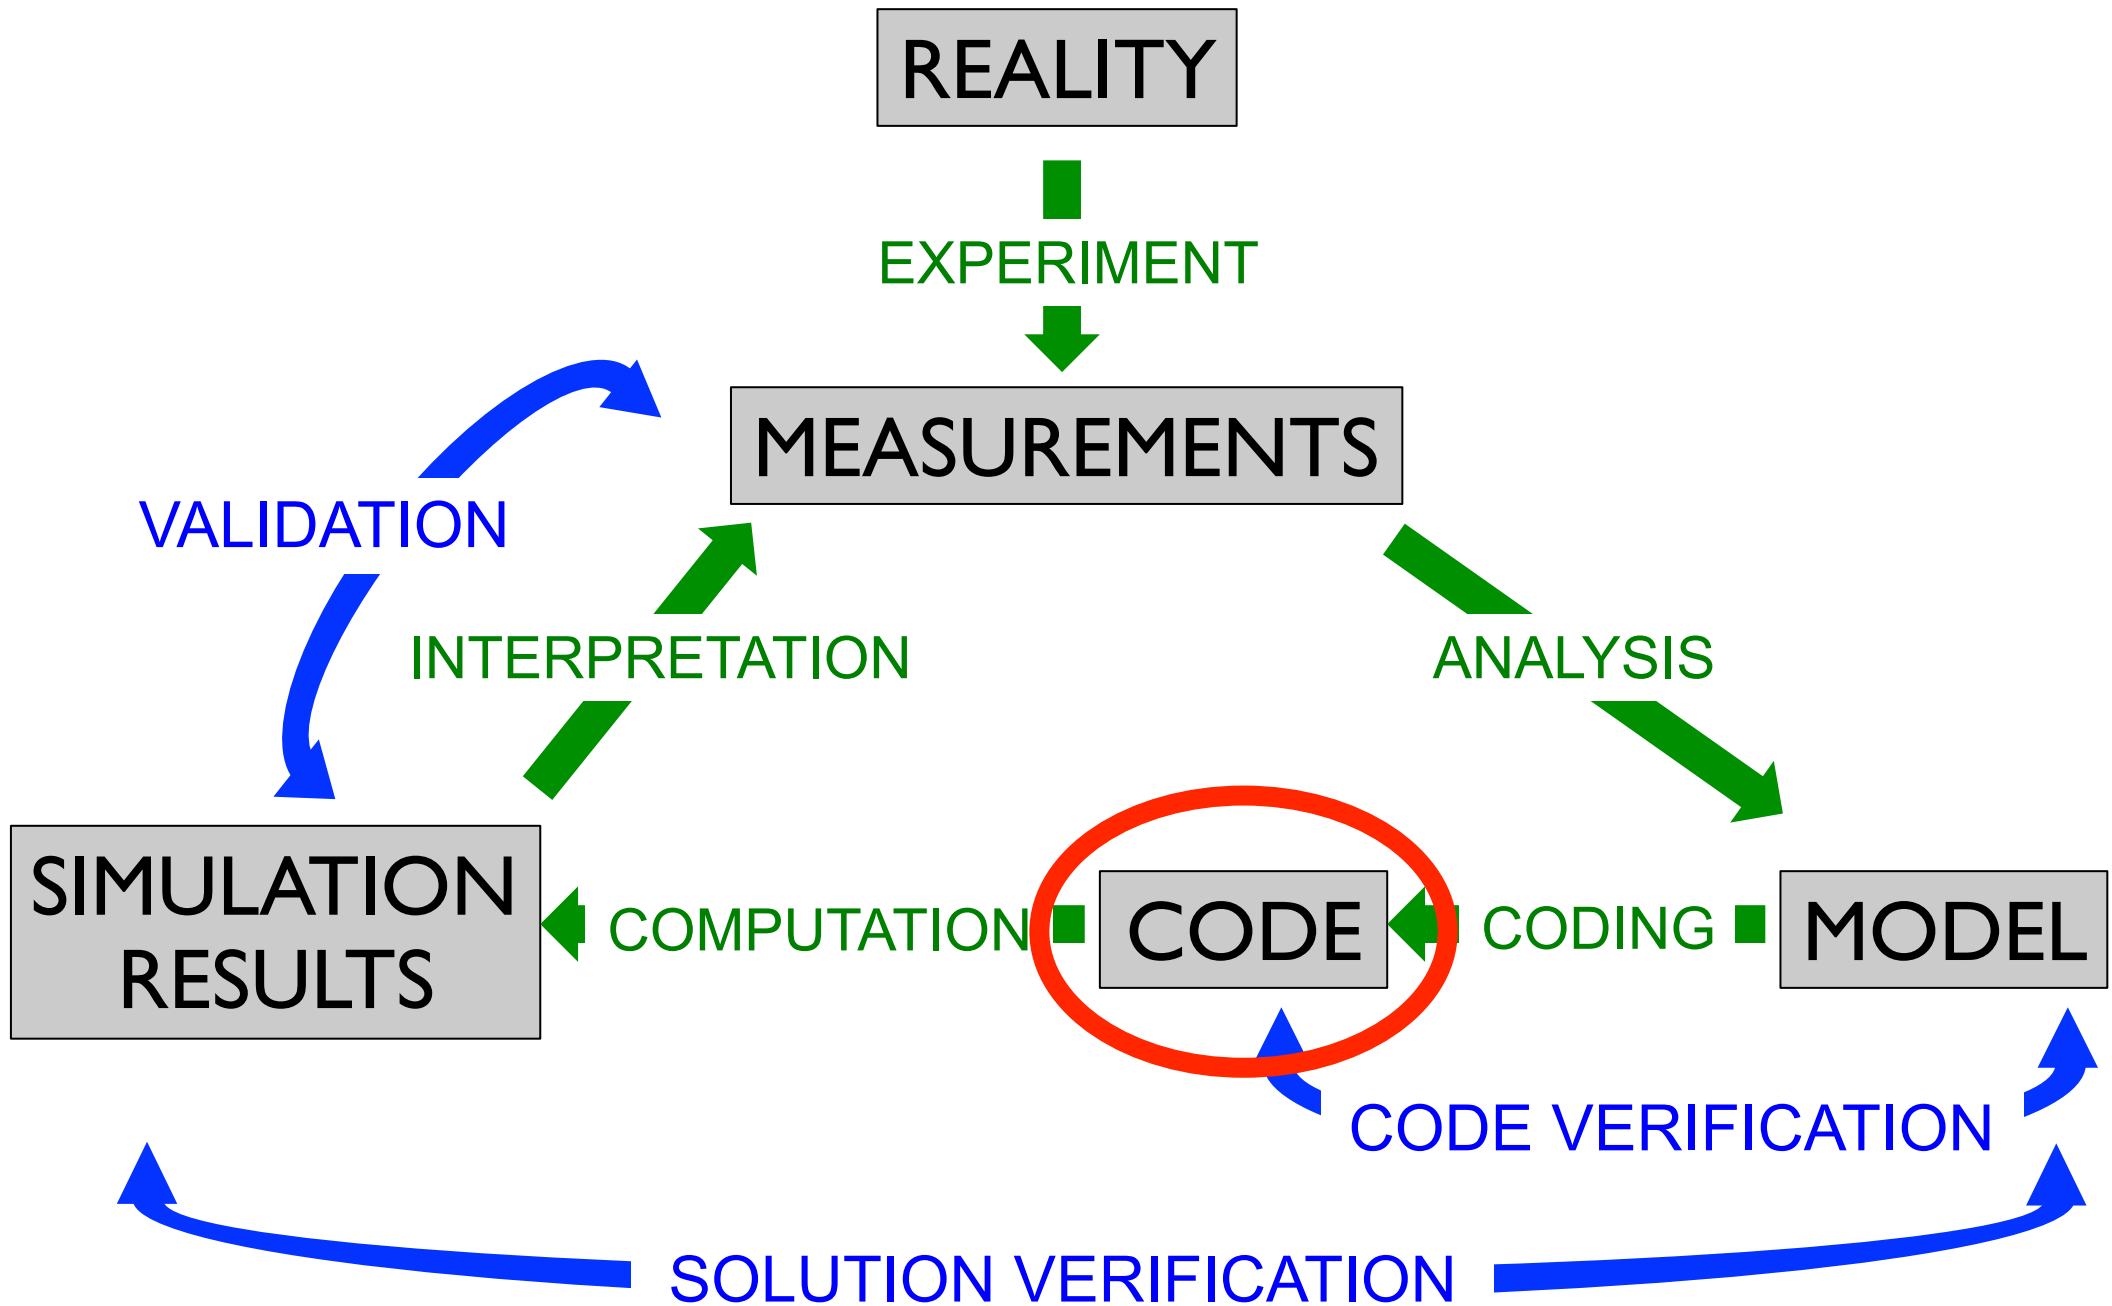 REALITY
EXPERIMENT
MEASUREMENTS
VALIDATION
INTERPRETATION
ANALYSIS
SIMULATION
RESULTS
COMPUTATION
CODE
CODING
MODEL
CODE VERIFICATION
SOLUTION VERIFICATION